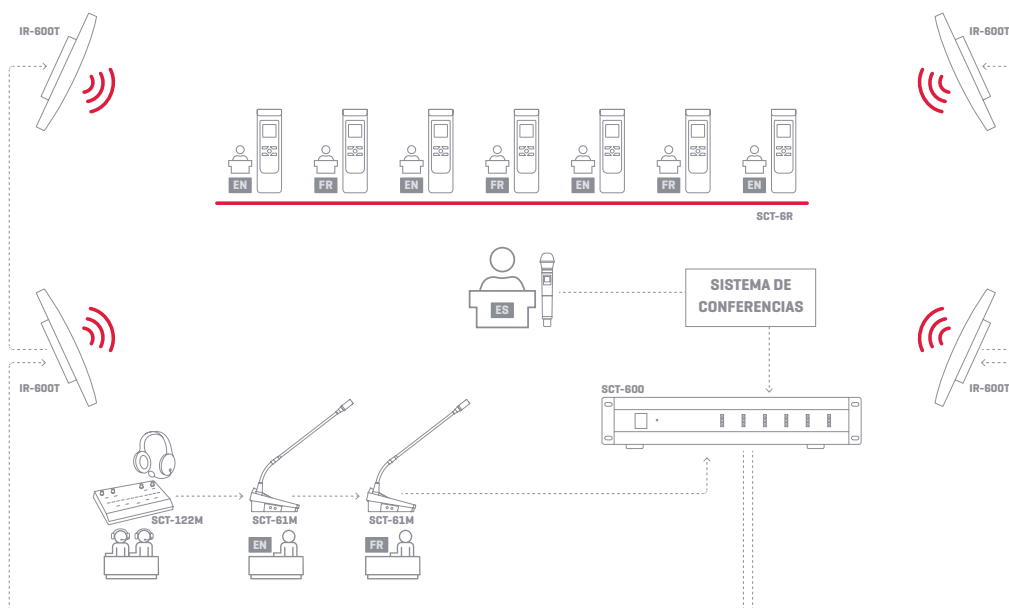 IR-600T
IR-600T
EN
FR
EN
FR
EN
FR
EN
SCT-6R
ES
SISTEMA DE
CONFERENCIAS
IR-600T
IR-600T
SCT-600
SCT-122M
SCT-61M
SCT-61M
EN
FR